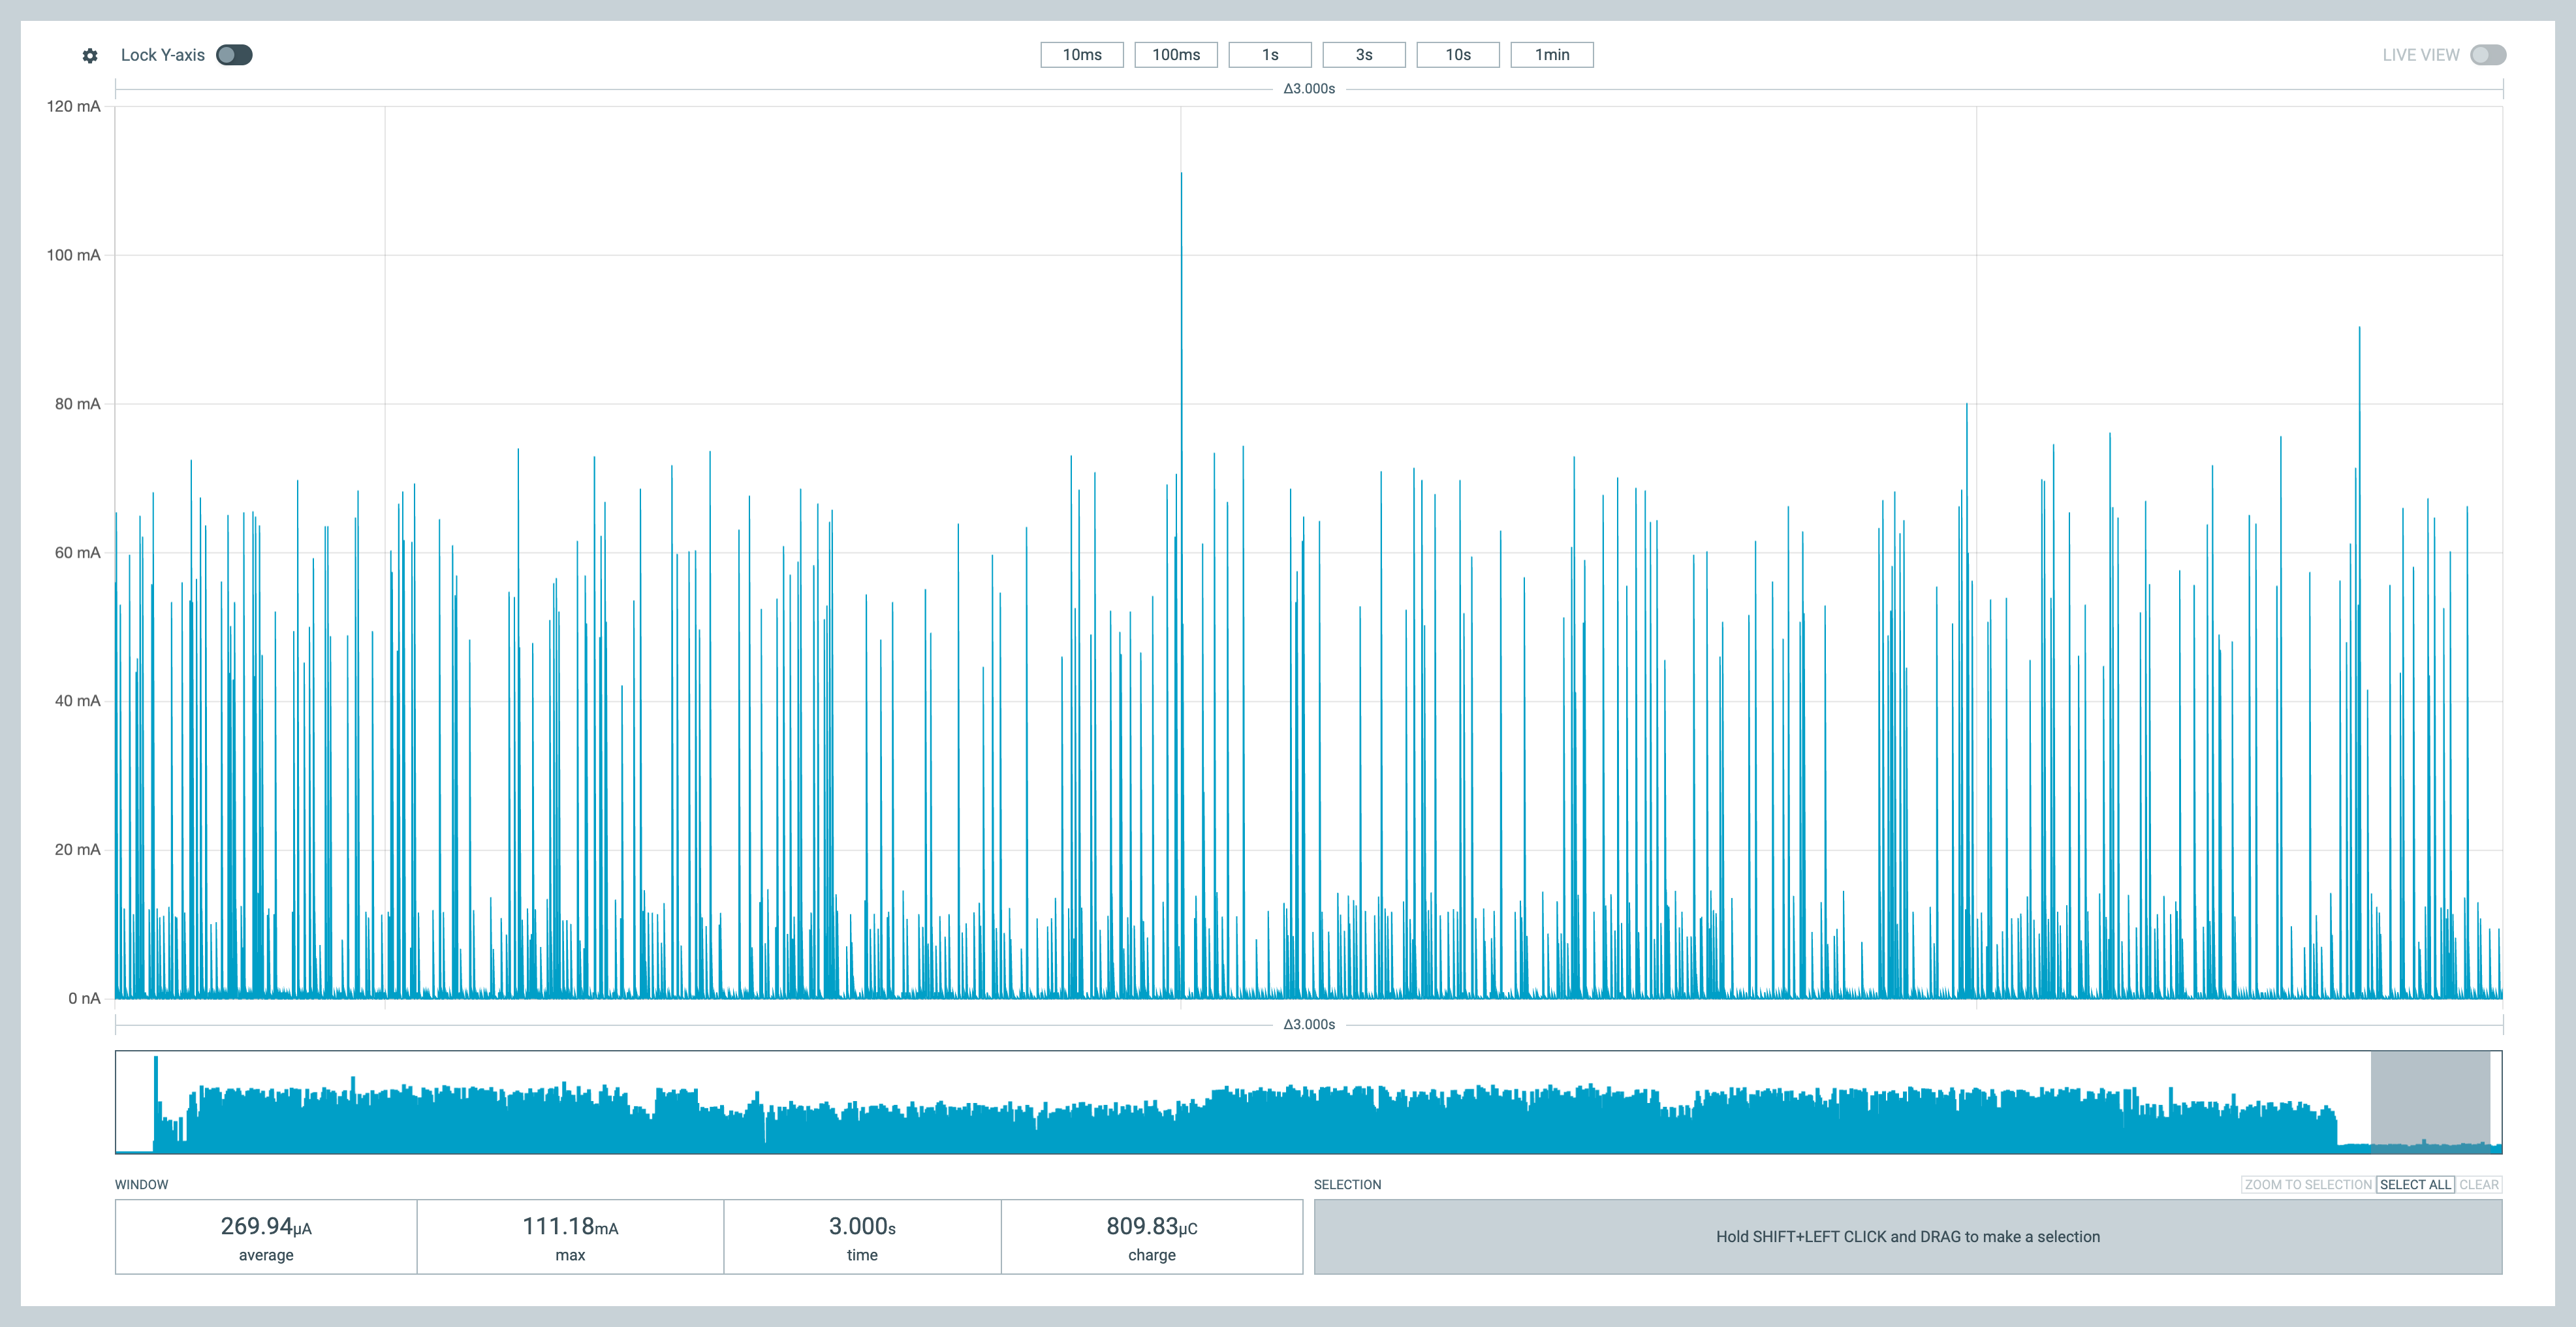 Lock Y-axis
10ms 100ms 1s 3s 10s 1min
LIVE VIEW
Δ3.000s
120 mA
100 mA
80 mA
60 mA
40 mA
20 mA
0 nA
Δ3.000s
WINDOW
269.94μA
average
111.18mA
max
3.000s
time
809.83μC
charge
SELECTION
ZOOM TO SELECTION SELECT ALL CLEAR
Hold SHIFT+LEFT CLICK and DRAG to make a selection